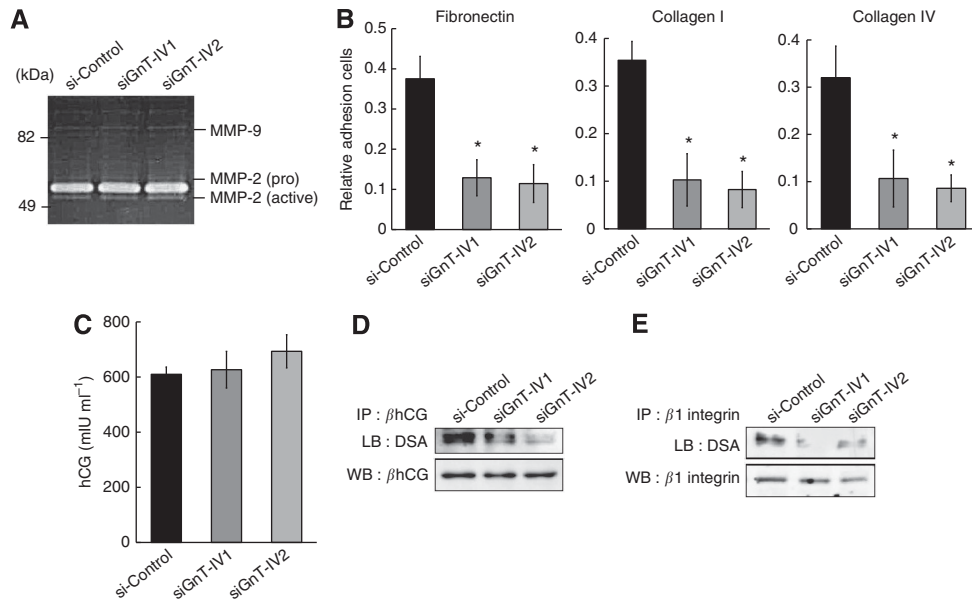 A
(kDa)
si-Control
siGnT-IV1
siGnT-IV2
82
49
MMP-9
MMP-2 (pro)
MMP-2 (active)
B
Relative adhesion cells
Fibronectin
0.5
0.4
0.3
0.2
0.1
0
*
*
si-Control
siGnT-IV1
siGnT-IV2
Collagen I
0.4
0.3
0.2
0.1
0
*
*
si-Control
siGnT-IV1
siGnT-IV2
Collagen IV
0.4
0.3
0.2
0.1
0
*
*
si-Control
siGnT-IV1
siGnT-IV2
C
hCG (mIU ml⁻¹)
800
600
400
200
0
si-Control
siGnT-IV1
siGnT-IV2
D
si-Control
siGnT-IV1
siGnT-IV2
IP : βhCG
LB : DSA
WB : βhCG
E
si-Control
siGnT-IV1
siGnT-IV2
IP : β1 integrin
LB : DSA
WB : β1 integrin